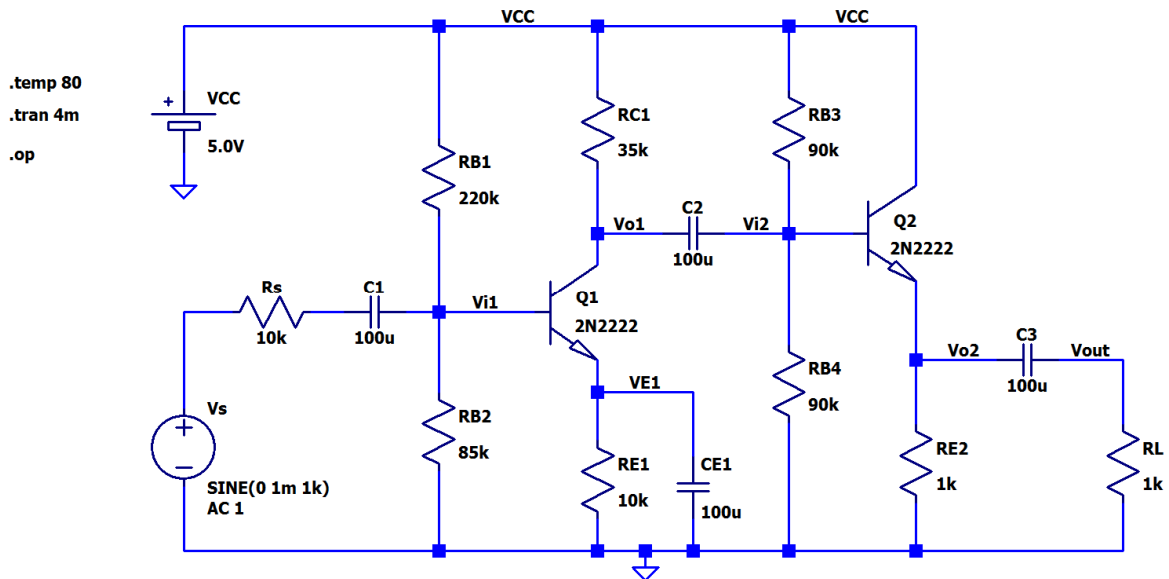 VCC
VCC
.temp 80
.tran 4m
.op
+
VCC
5.0V
RB1
220k
RC1
35k
RB3
90k
Vo1
C2
100u
Vi2
Q2
2N2222
Rs
10k
C1
100u
Vi1
Q1
2N2222
VE1
RB4
90k
Vo2
C3
100u
Vout
Vs
+
−
SINE(0 1m 1k)
AC 1
RB2
85k
RE1
10k
CE1
100u
RE2
1k
RL
1k